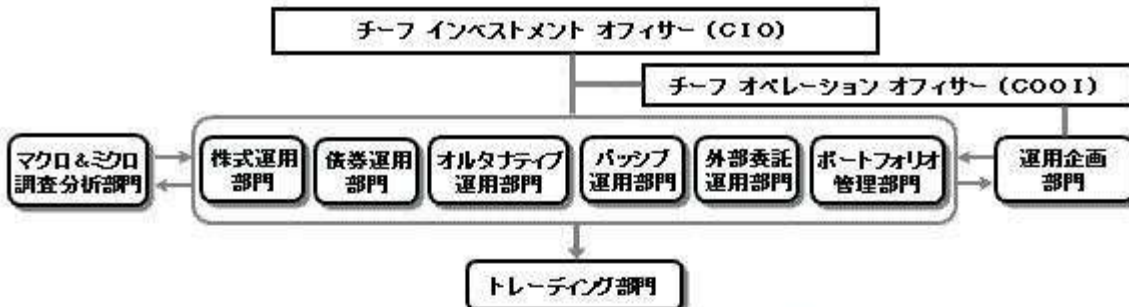 チーフ インベストメント オフィサー (CIO)
チーフ オペレーション オフィサー (COOI)
マクロ&ミクロ
調査分析部門
株式運用
部門
債券運用
部門
オルタナティブ
運用部門
パッシブ
運用部門
外部委託
運用部門
ポートフォリオ
管理部門
運用企画
部門
トレーディング部門